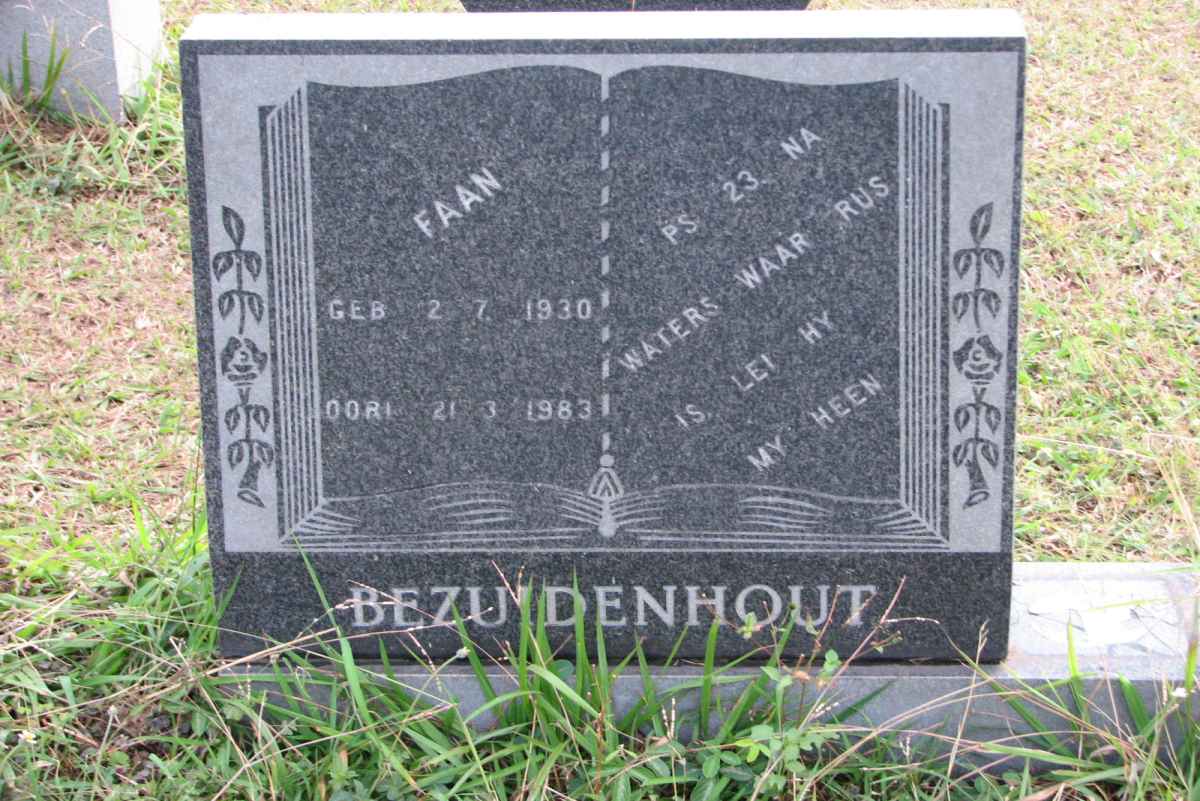 FAAN
GEB 2 7 1930
OORL 21 3 1983
PS 23. NA
WATERS WAAR RUS
IS, LEI HY
MY HEEN
BEZUIDENHOUT